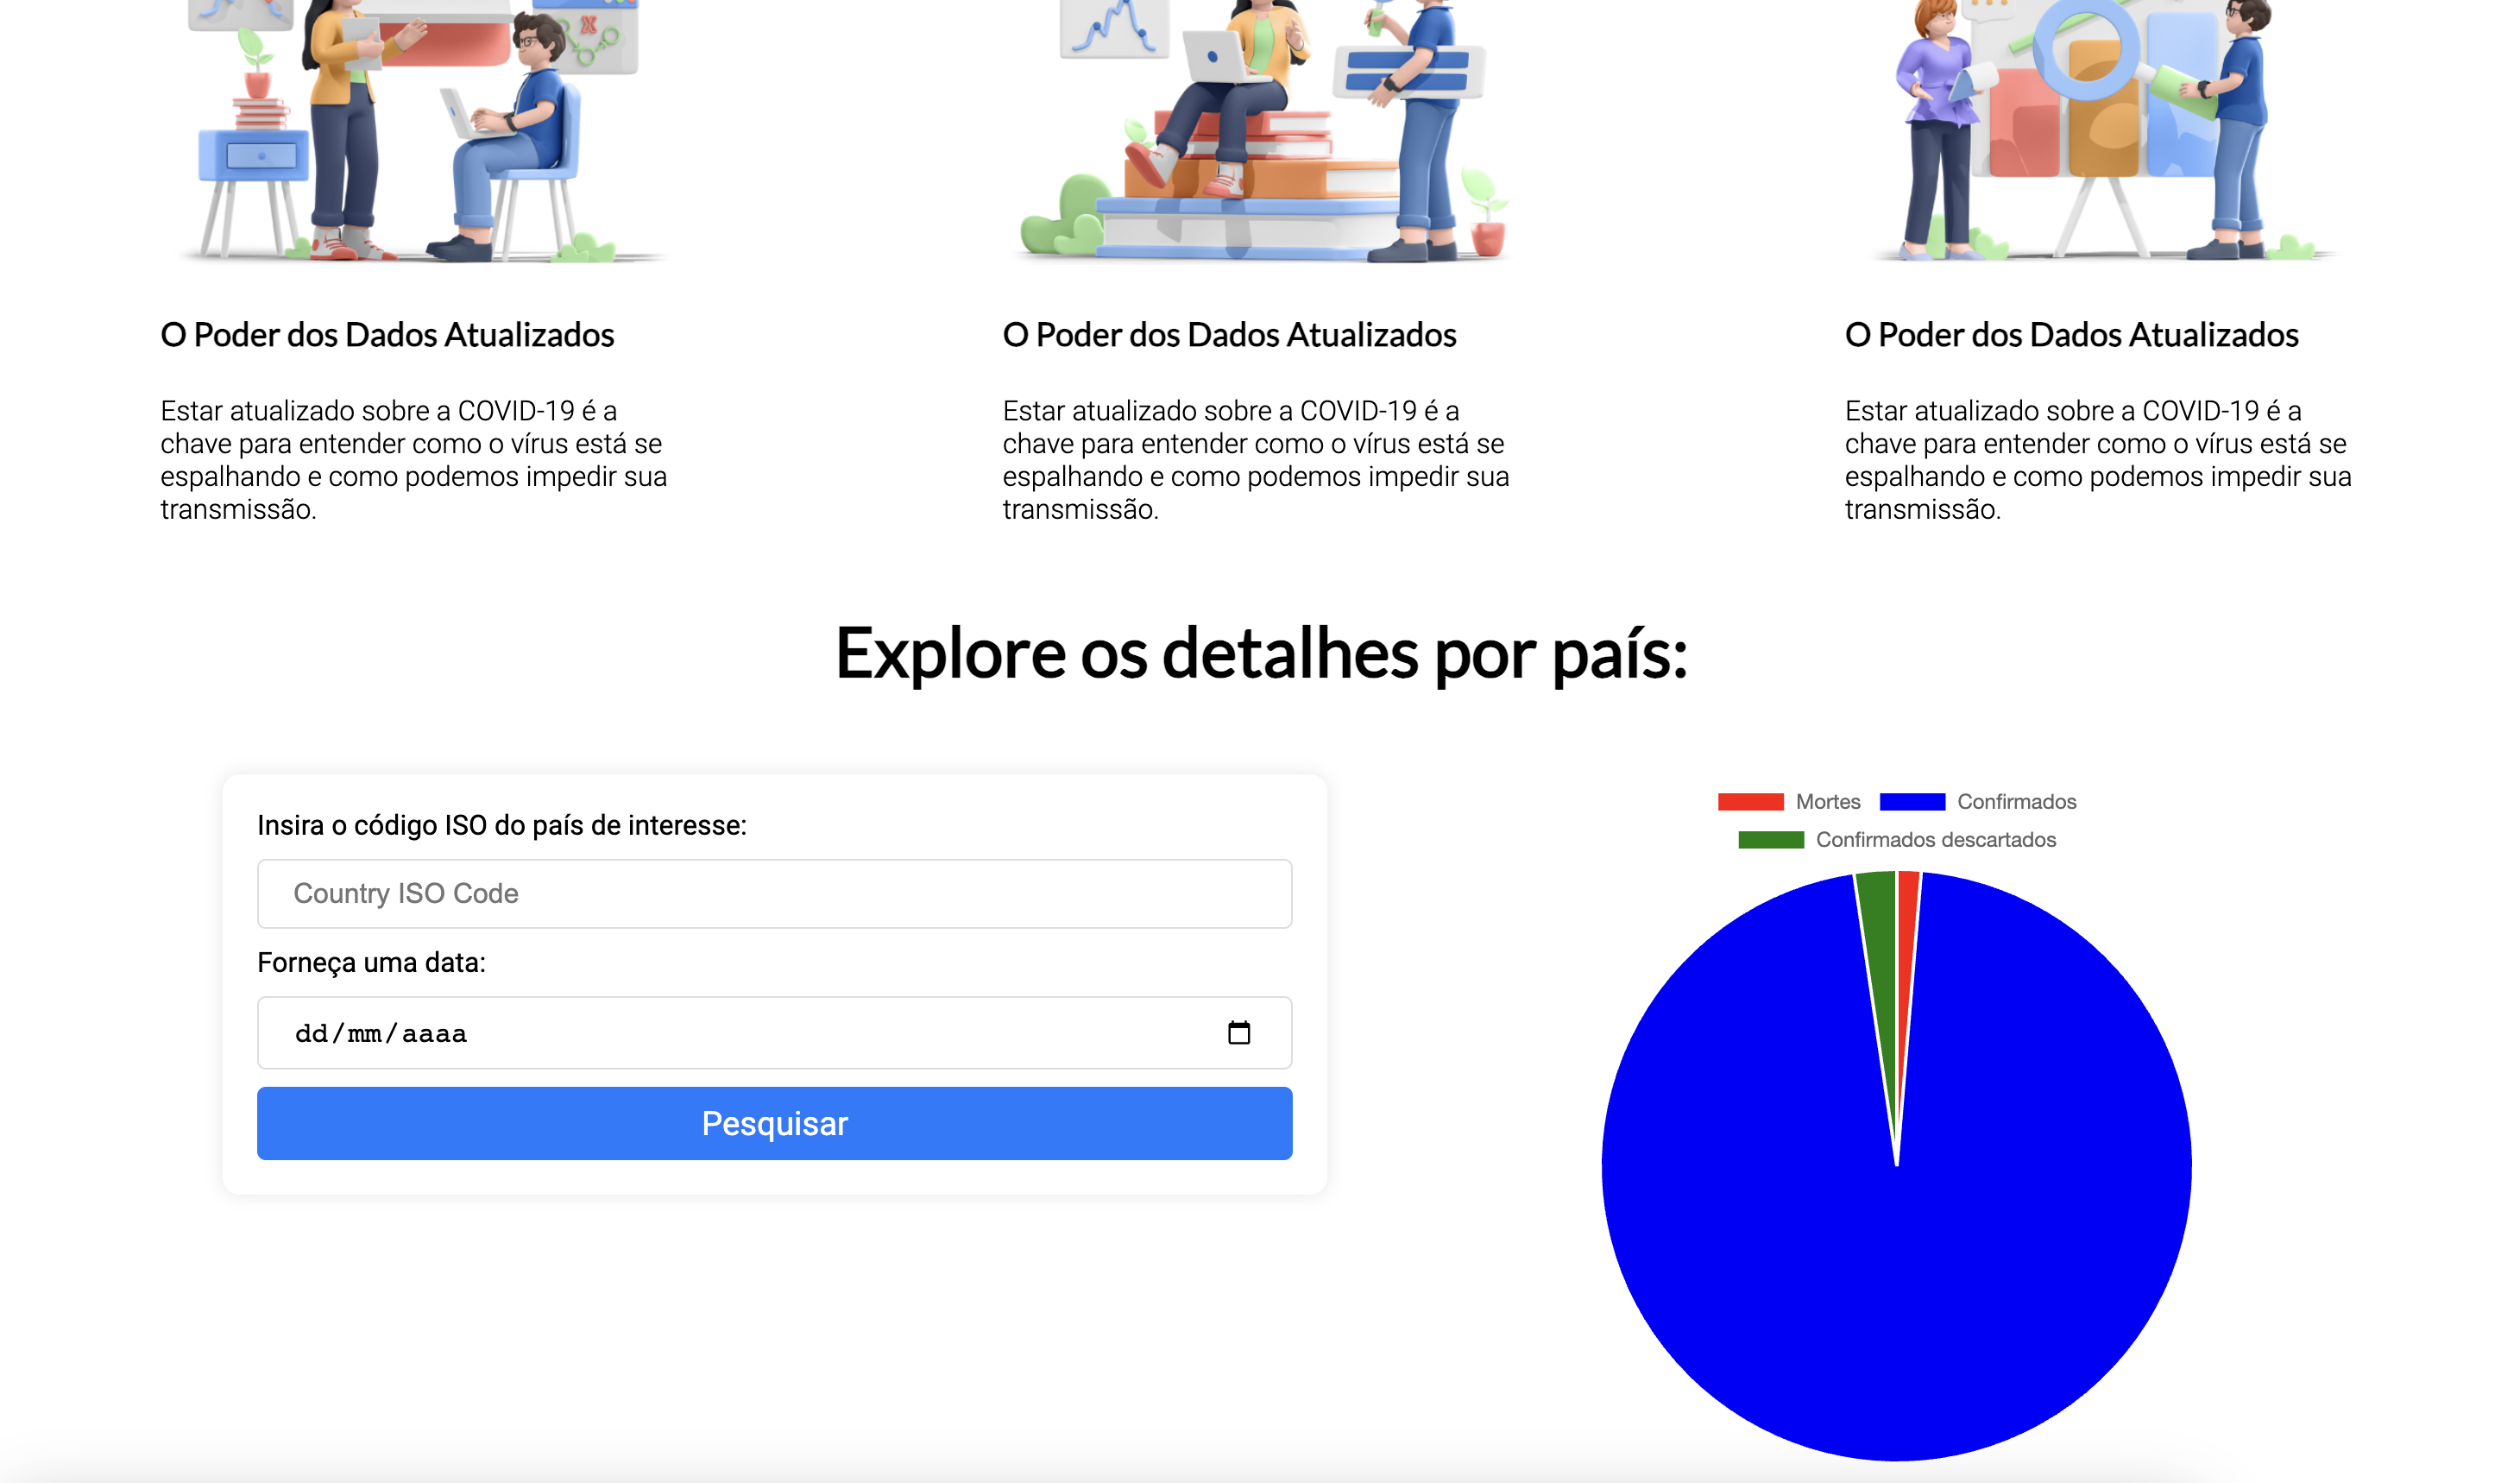 O Poder dos Dados Atualizados
Estar atualizado sobre a COVID-19 é a
chave para entender como o vírus está se
espalhando e como podemos impedir sua
transmissão.
O Poder dos Dados Atualizados
Estar atualizado sobre a COVID-19 é a
chave para entender como o vírus está se
espalhando e como podemos impedir sua
transmissão.
O Poder dos Dados Atualizados
Estar atualizado sobre a COVID-19 é a
chave para entender como o vírus está se
espalhando e como podemos impedir sua
transmissão.
Explore os detalhes por país:
Insira o código ISO do país de interesse:
Country ISO Code
Forneça uma data:
dd/mm/aaaa
Pesquisar
Mortes Confirmados
Confirmados descartados